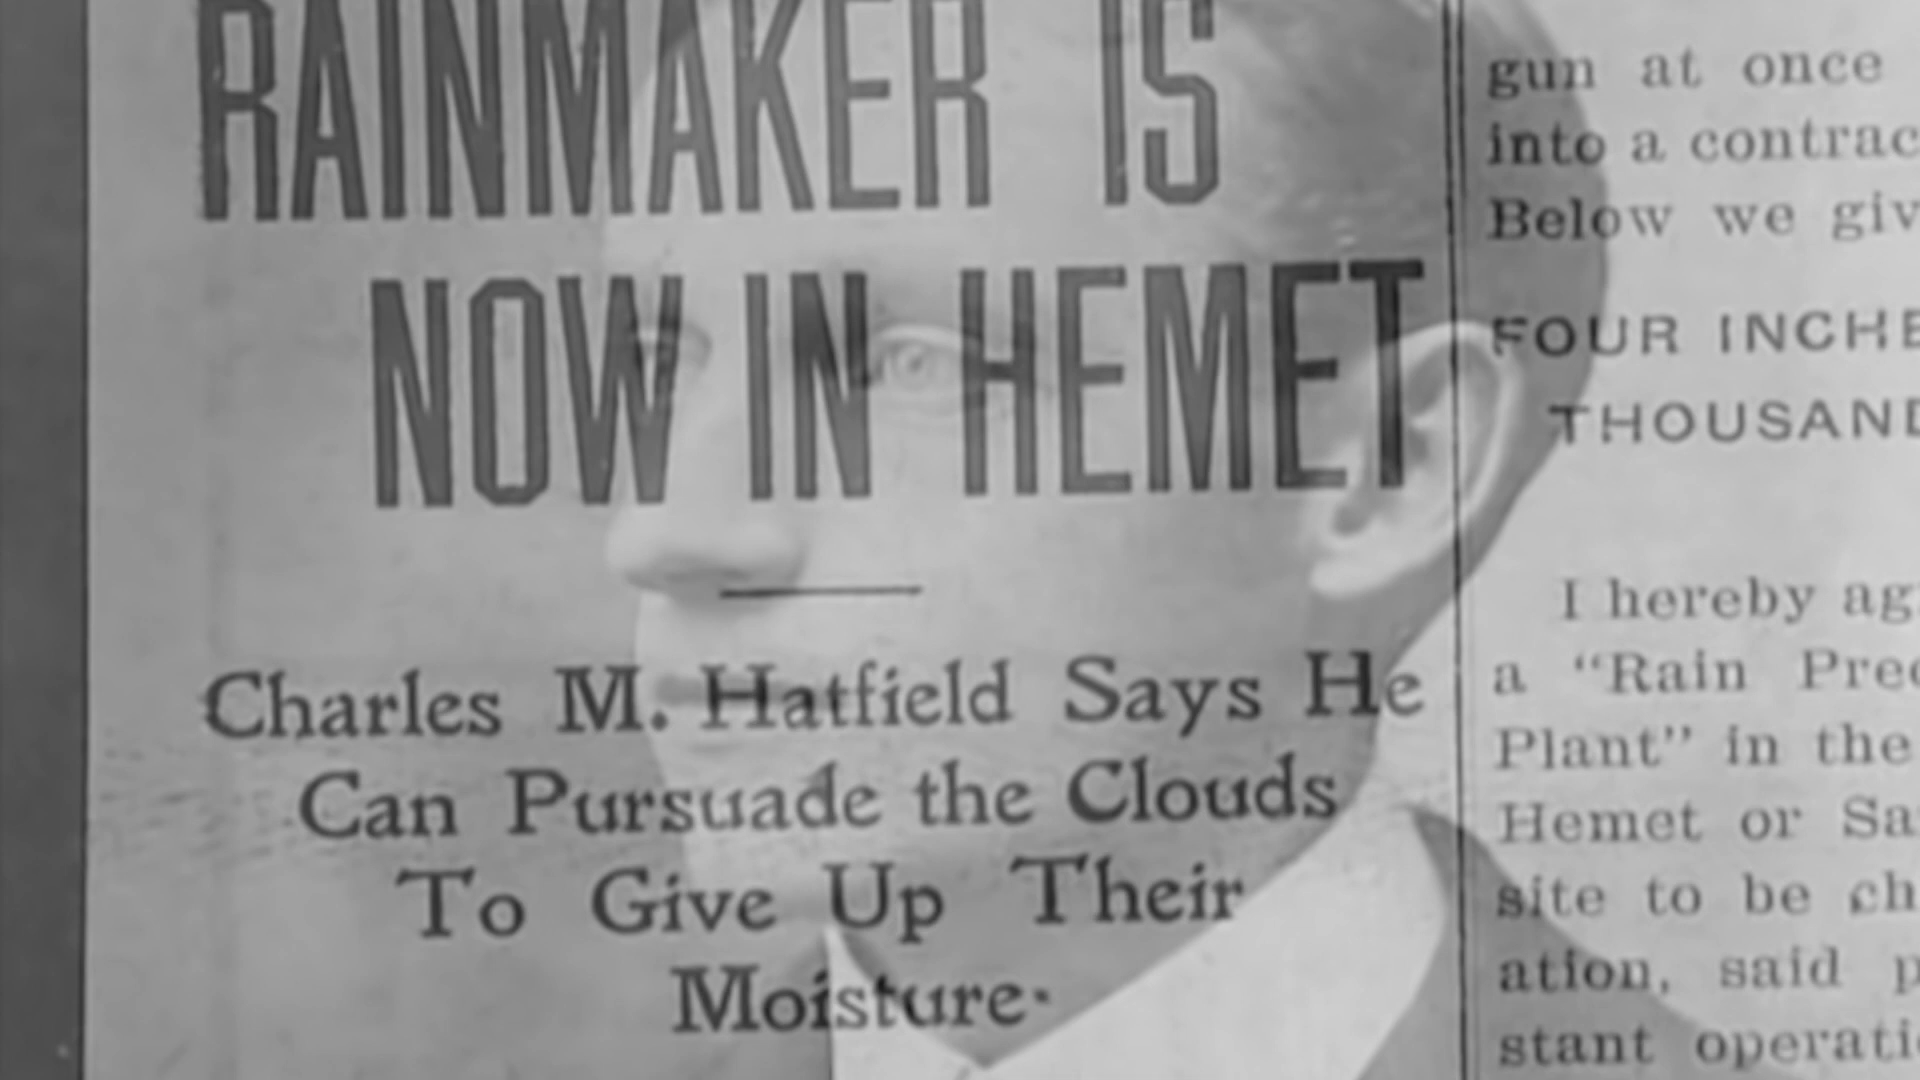 RAINMAKER IS
NOW IN HEMET
Charles M. Hatfield Says He
Can Pursuade the Clouds
To Give Up Their
Moisture.
gun at once
into a contrac
Below we giv
FOUR INCHE
THOUSAND
I hereby ag
a "Rain Prec
Plant" in the
Hemet or Sa
site to be ch
ation, said p
stant operati